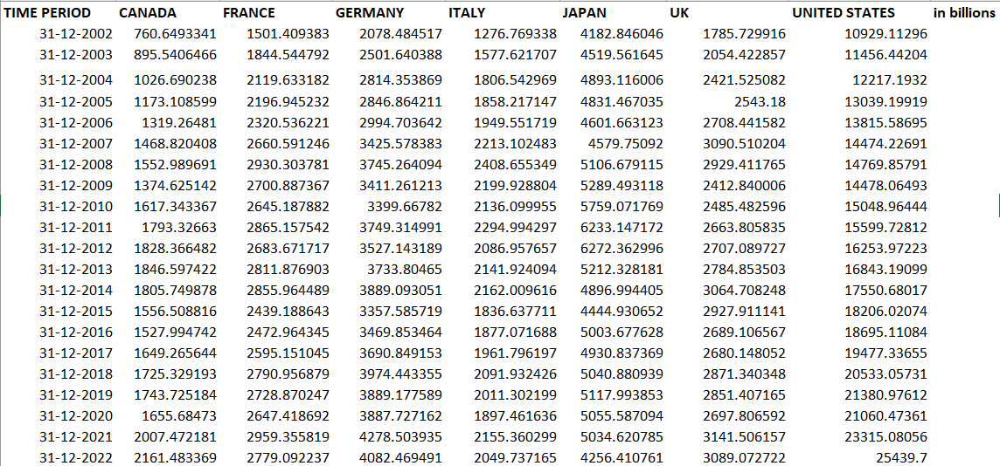 TIME PERIOD CANADA FRANCE GERMANY ITALY JAPAN UK UNITED STATES in billions
31-12-2002 760.6493341 1501.409383 2078.484517 1276.769338 4182.846046 1785.729916 10929.11296
31-12-2003 895.5406466 1844.544792 2501.640388 1577.621707 4519.561645 2054.422857 11456.44204
31-12-2004 1026.690238 2119.633182 2814.353869 1806.542969 4893.116006 2421.525082 12217.1932
31-12-2005 1173.108599 2196.945232 2846.864211 1858.217147 4831.467035 2543.18 13039.19919
31-12-2006 1319.26481 2320.536221 2994.703642 1949.551719 4601.663123 2708.441582 13815.58695
31-12-2007 1468.820408 2660.591246 3425.578383 2213.102483 4579.75092 3090.510204 14474.22691
31-12-2008 1552.989691 2930.303781 3745.264094 2408.655349 5106.679115 2929.411765 14769.85791
31-12-2009 1374.625142 2700.887367 3411.261213 2199.928804 5289.493118 2412.840006 14478.06493
31-12-2010 1617.343367 2645.187882 3399.66782 2136.099955 5759.071769 2485.482596 15048.96444
31-12-2011 1793.32663 2865.157542 3749.314991 2294.994297 6233.147172 2663.805835 15599.72812
31-12-2012 1828.366482 2683.671717 3527.143189 2086.957657 6272.362996 2707.089727 16253.97223
31-12-2013 1846.597422 2811.876903 3733.80465 2141.924094 5212.328181 2784.853503 16843.19099
31-12-2014 1805.749878 2855.964489 3889.093051 2162.009616 4896.994405 3064.708248 17550.68017
31-12-2015 1556.508816 2439.188643 3357.585719 1836.637711 4444.930652 2927.911141 18206.02074
31-12-2016 1527.994742 2472.964345 3469.853464 1877.071688 5003.677628 2689.106567 18695.11084
31-12-2017 1649.265644 2595.151045 3690.849153 1961.796197 4930.837369 2680.148052 19477.33655
31-12-2018 1725.329193 2790.956879 3974.443355 2091.932426 5040.880939 2871.340348 20533.05731
31-12-2019 1743.725184 2728.870247 3889.177589 2011.302199 5117.993853 2851.407165 21380.97612
31-12-2020 1655.68473 2647.418692 3887.727162 1897.461636 5055.587094 2697.806592 21060.47361
31-12-2021 2007.472181 2959.355819 4278.503935 2155.360299 5034.620785 3141.506157 23315.08056
31-12-2022 2161.483369 2779.092237 4082.469491 2049.737165 4256.410761 3089.072722 25439.7